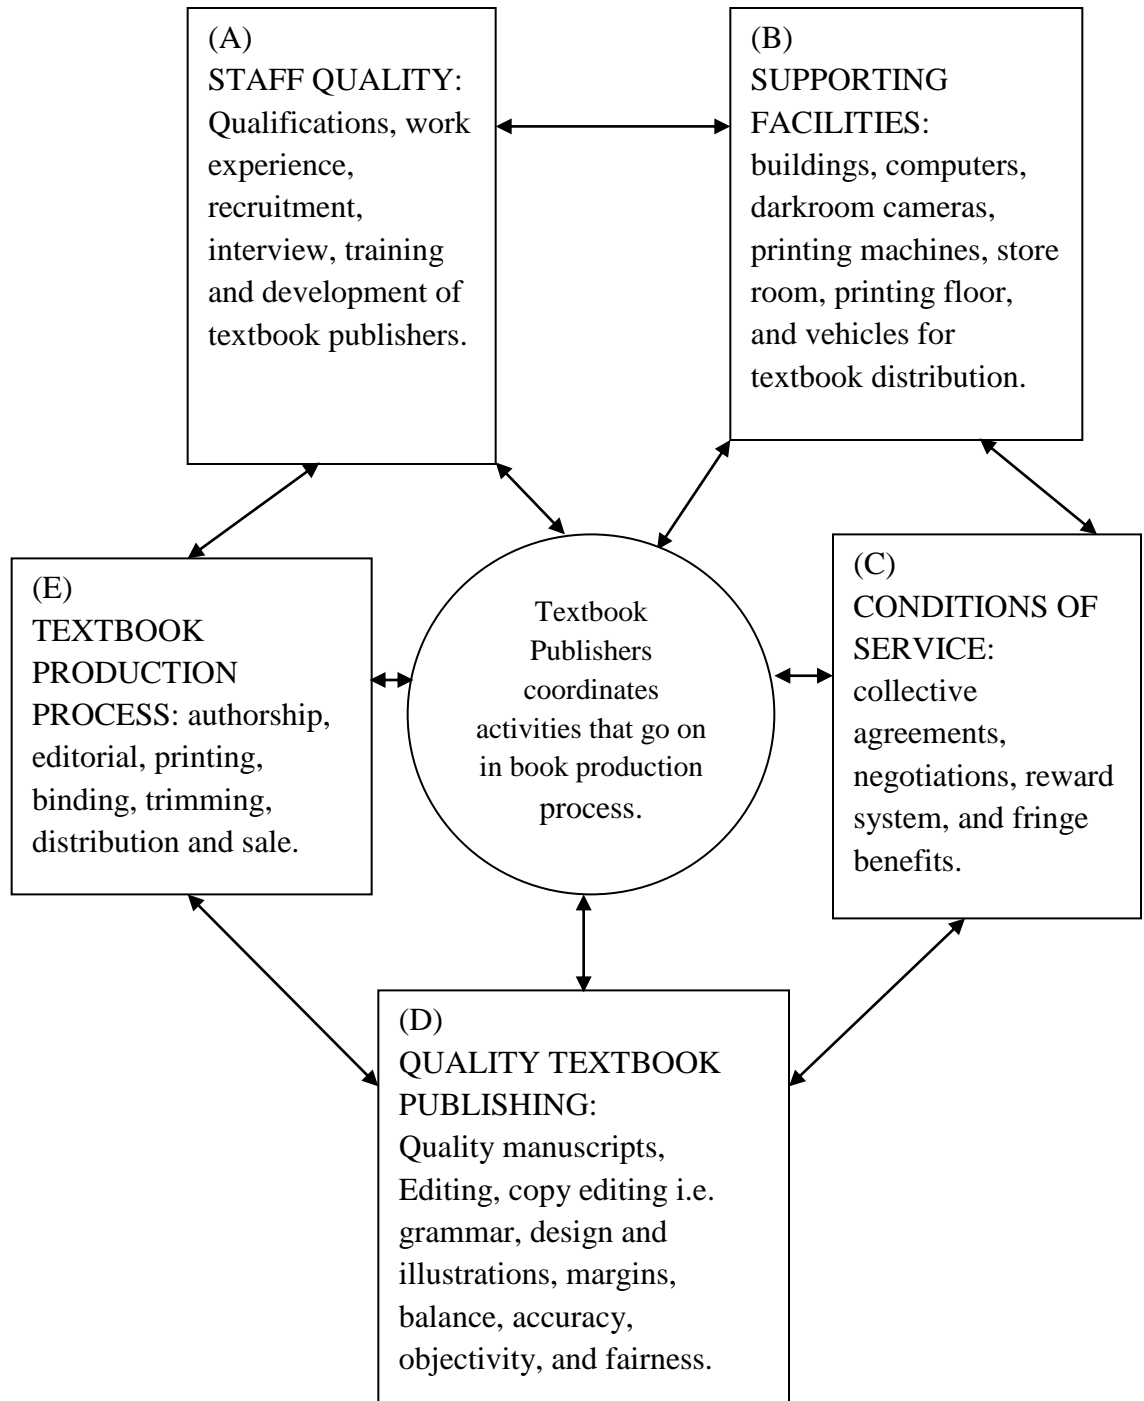 (A)
STAFF QUALITY:
Qualifications, work
experience,
recruitment,
interview, training
and development of
textbook publishers.
(B)
SUPPORTING
FACILITIES:
buildings, computers,
darkroom cameras,
printing machines, store
room, printing floor,
and vehicles for
textbook distribution.
(E)
TEXTBOOK
PRODUCTION
PROCESS: authorship,
editorial, printing,
binding, trimming,
distribution and sale.
Textbook
Publishers
coordinates
activities that go on
in book production
process.
(C)
CONDITIONS OF
SERVICE:
collective
agreements,
negotiations, reward
system, and fringe
benefits.
(D)
QUALITY TEXTBOOK
PUBLISHING:
Quality manuscripts,
Editing, copy editing i.e.
grammar, design and
illustrations, margins,
balance, accuracy,
objectivity, and fairness.